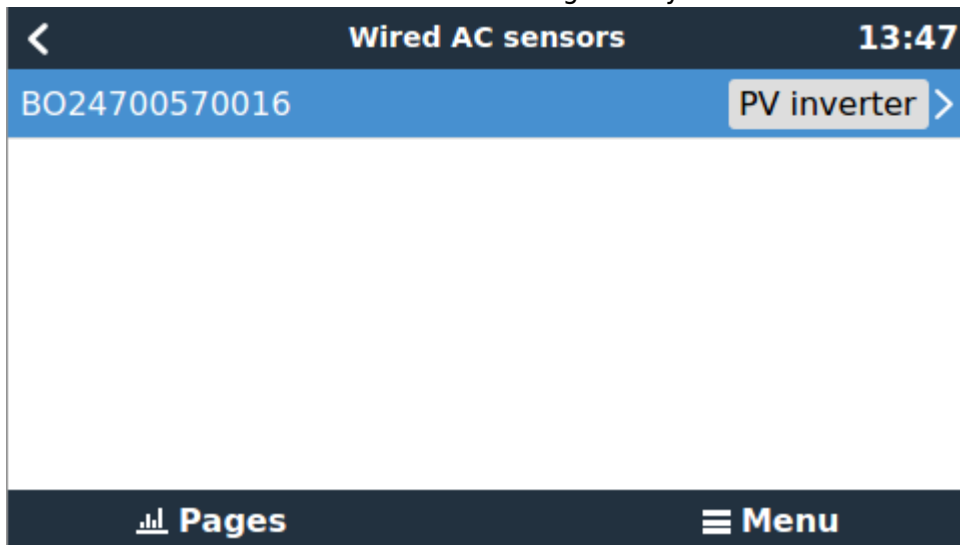 Wired AC sensors 13:47
BO24700570016 PV inverter
Pages Menu